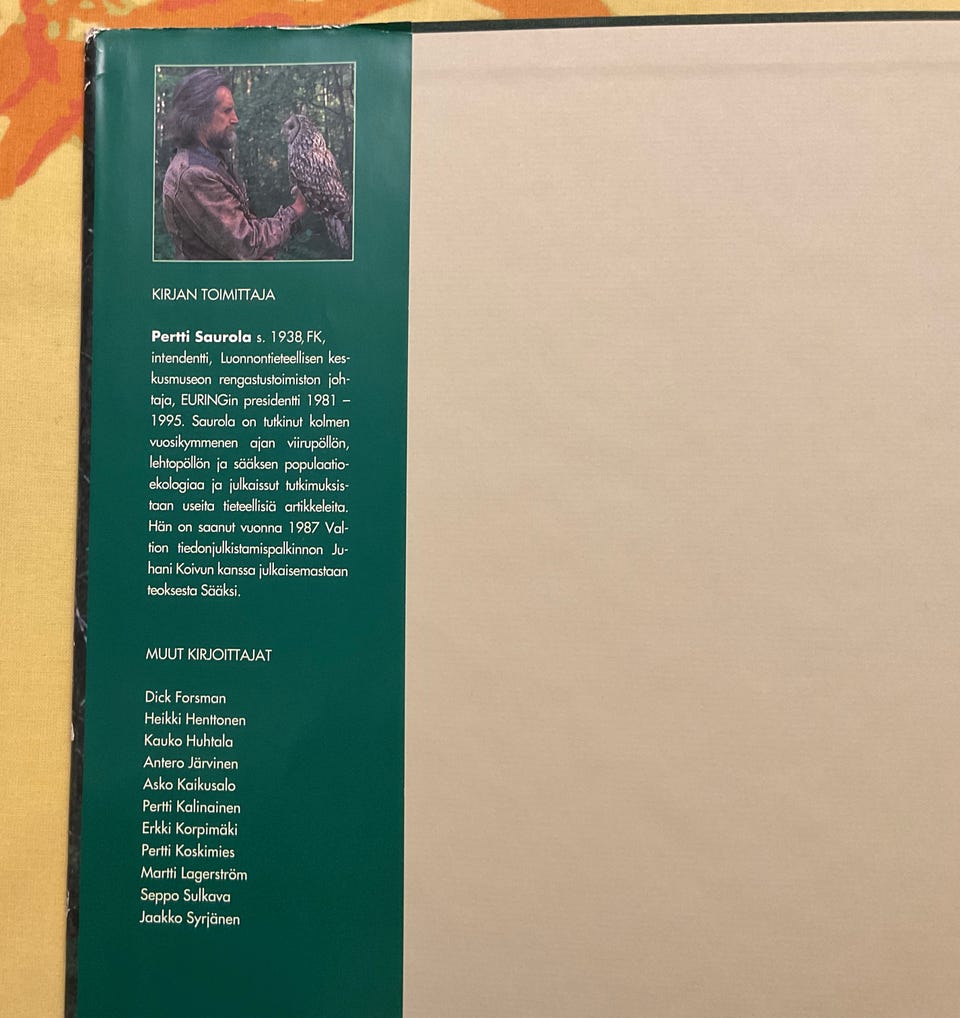 KIRJAN TOIMITTAJA
Pertti Saurola s. 1938, FK,
intendentti, Luonnontieteellisen kes-
kusmuseon rengastustoimiston joh-
taja, EURINGin presidentti 1981 –
1995. Saurola on tutkinut kolmen
vuosikymmenen ajan viirupöllön,
lehtopöllön ja sääksen populaatio-
ekologiaa ja julkaissut tutkimuksis-
taan useita tieteellisiä artikkeleita.
Hän on saanut vuonna 1987 Val-
tion tiedonjulkistamispalkinnon Ju-
hani Koivun kanssa julkaisemastaan
teoksesta Sääksi.
MUUT KIRJOITTAJAT
Dick Forsman
Heikki Henttonen
Kauko Huhtala
Antero Järvinen
Asko Kaikusalo
Pertti Kalinainen
Erkki Korpimäki
Pertti Koskimies
Martti Lagerström
Seppo Sulkava
Jaakko Syrjänen